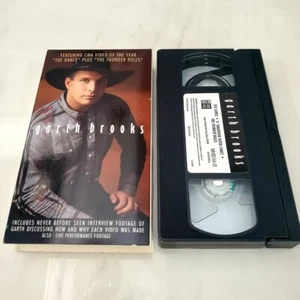 FEATURING CMA VIDEO OF THE YEAR
"THE DANCE" PLUS "THE THUNDER ROLLS"
garth brooks
INCLUDES NEVER BEFORE SEEN INTERVIEW FOOTAGE OF
GARTH DISCUSSING HOW AND WHY EACH VIDEO WAS MADE
ALSO - LIVE PERFORMANCE FOOTAGE
garth brooks